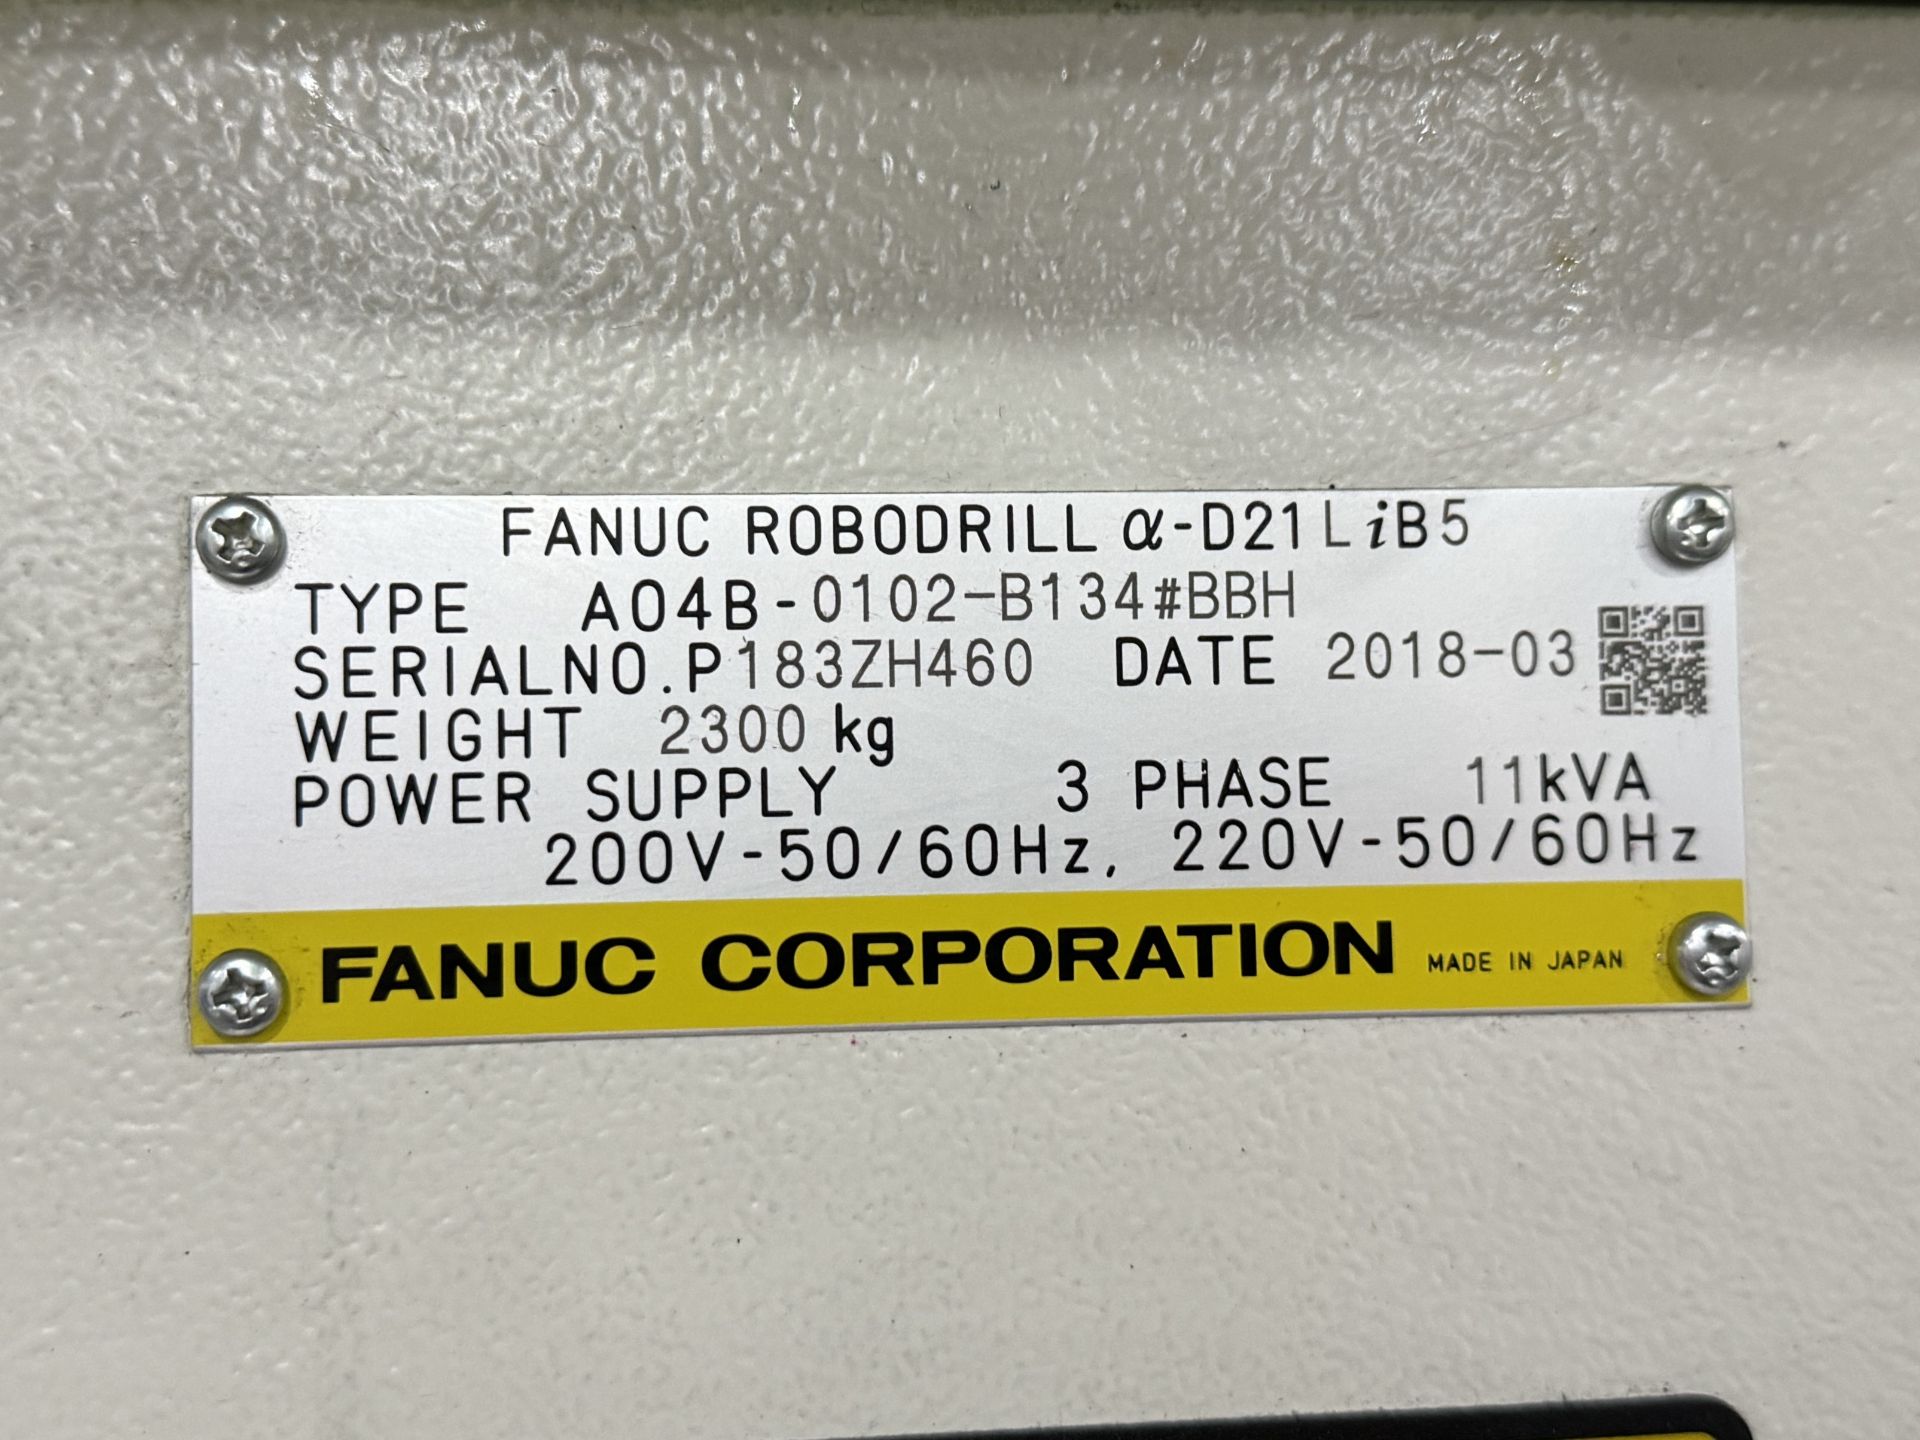 FANUC ROBODRILL α-D21LiB5
TYPE A04B-0102-B134#BBH
SERIALNO.P183ZH460 DATE 2018-03
WEIGHT 2300 kg
POWER SUPPLY 3 PHASE 11kVA
200V-50/60Hz, 220V-50/60Hz
FANUC CORPORATION MADE IN JAPAN